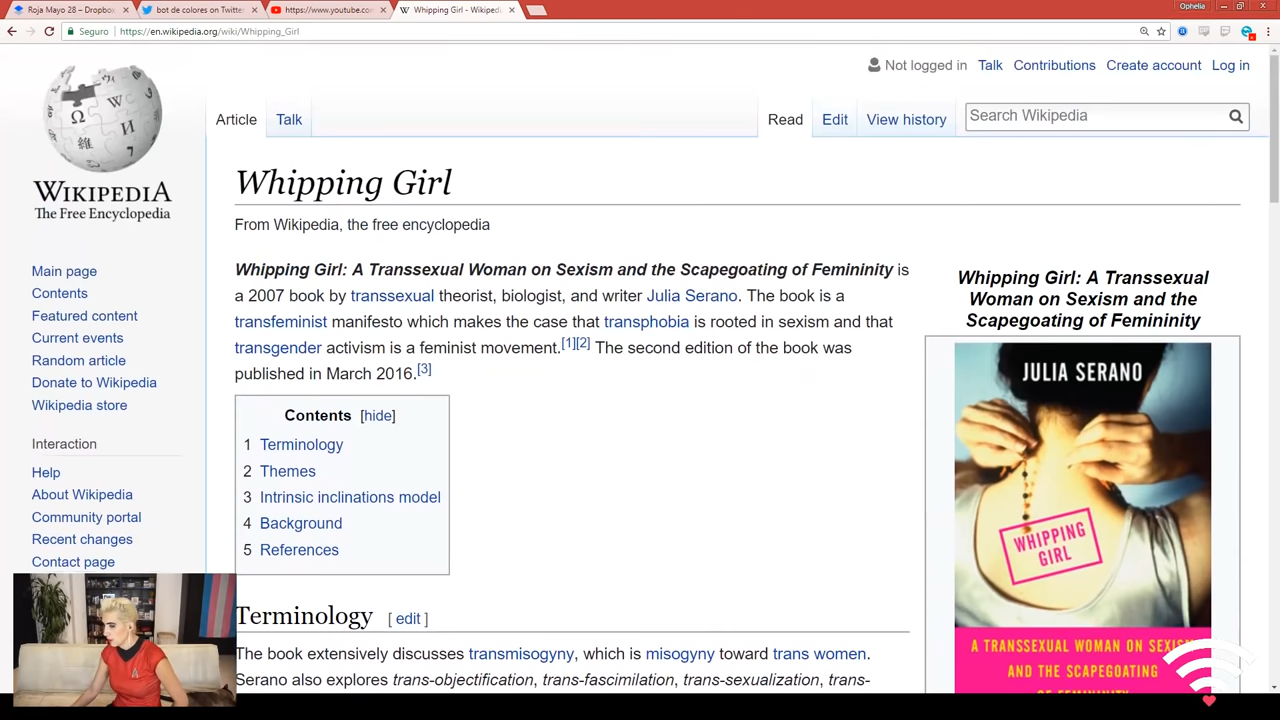 Roja Mayo 28 – Dropbox
bot de colores on Twitte
https://www.youtube.com
Whipping Girl - Wikipedi
Ophelia
Seguro
https://en.wikipedia.org/wiki/Whipping_Girl
Not logged in Talk Contributions Create account Log in
Article Talk Read Edit View history Search Wikipedia
WIKIPEDIA
The Free Encyclopedia
Main page
Contents
Featured content
Current events
Random article
Donate to Wikipedia
Wikipedia store
Interaction
Help
About Wikipedia
Community portal
Recent changes
Contact page
Whipping Girl
From Wikipedia, the free encyclopedia
Whipping Girl: A Transsexual Woman on Sexism and the Scapegoating of Femininity is
a 2007 book by transsexual theorist, biologist, and writer Julia Serano. The book is a
transfeminist manifesto which makes the case that transphobia is rooted in sexism and that
transgender activism is a feminist movement.[1][2] The second edition of the book was
published in March 2016.[3]
Contents [hide]
1 Terminology
2 Themes
3 Intrinsic inclinations model
4 Background
5 References
Terminology [ edit ]
The book extensively discusses transmisogyny, which is misogyny toward trans women.
Serano also explores trans-objectification, trans-fascimilation, trans-sexualization, trans-
Whipping Girl: A Transsexual
Woman on Sexism and the
Scapegoating of Femininity
JULIA SERANO
WHIPPING
GIRL
A TRANSSEXUAL WOMAN ON SEXISM
AND THE SCAPEGOATING
OF FEMININITY